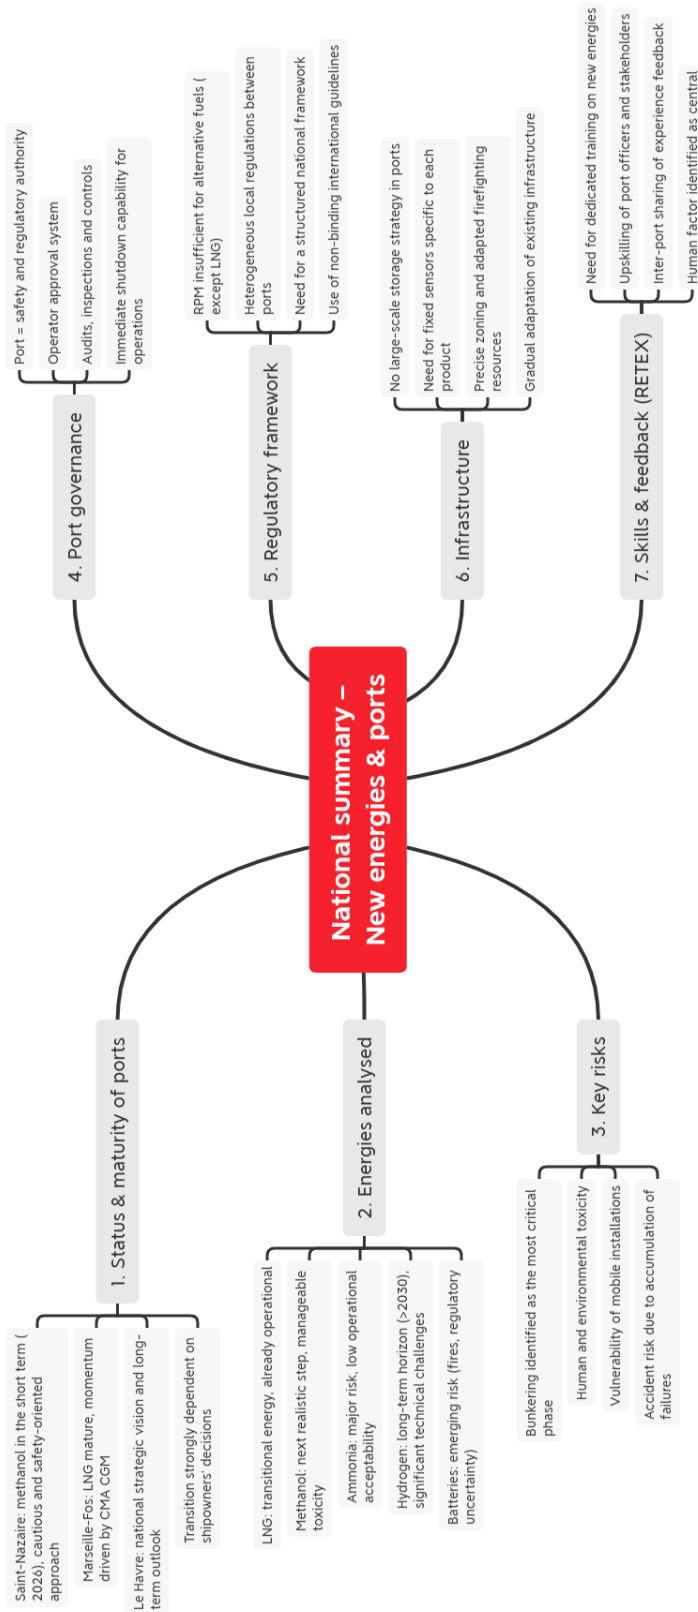 National summary –
New energies & ports
1. Status & maturity of ports
Saint-Nazaire: methanol in the short term (
2026), cautious and safety-oriented
approach
Marseille-Fos: LNG mature, momentum
driven by CMA CGM
Le Havre: national strategic vision and long-
term outlook
Transition strongly dependent on
shipowners' decisions
2. Energies analysed
LNG: transitional energy, already operational
Methanol: next realistic step, manageable
toxicity
Ammonia: major risk, low operational
acceptability
Hydrogen: long-term horizon (>2030),
significant technical challenges
Batteries: emerging risk (fires, regulatory
uncertainty)
3. Key risks
Bunkering identified as the most critical
phase
Human and environmental toxicity
Vulnerability of mobile installations
Accident risk due to accumulation of
failures
4. Port governance
Port = safety and regulatory authority
Operator approval system
Audits, inspections and controls
Immediate shutdown capability for
operations
5. Regulatory framework
RPM insufficient for alternative fuels (
except LNG)
Heterogeneous local regulations between
ports
Need for a structured national framework
Use of non-binding international guidelines
6. Infrastructure
No large-scale storage strategy in ports
Need for fixed sensors specific to each
product
Precise zoning and adapted firefighting
resources
Gradual adaptation of existing infrastructure
7. Skills & feedback (RETEX)
Need for dedicated training on new energies
Upskilling of port officers and stakeholders
Inter-port sharing of experience feedback
Human factor identified as central